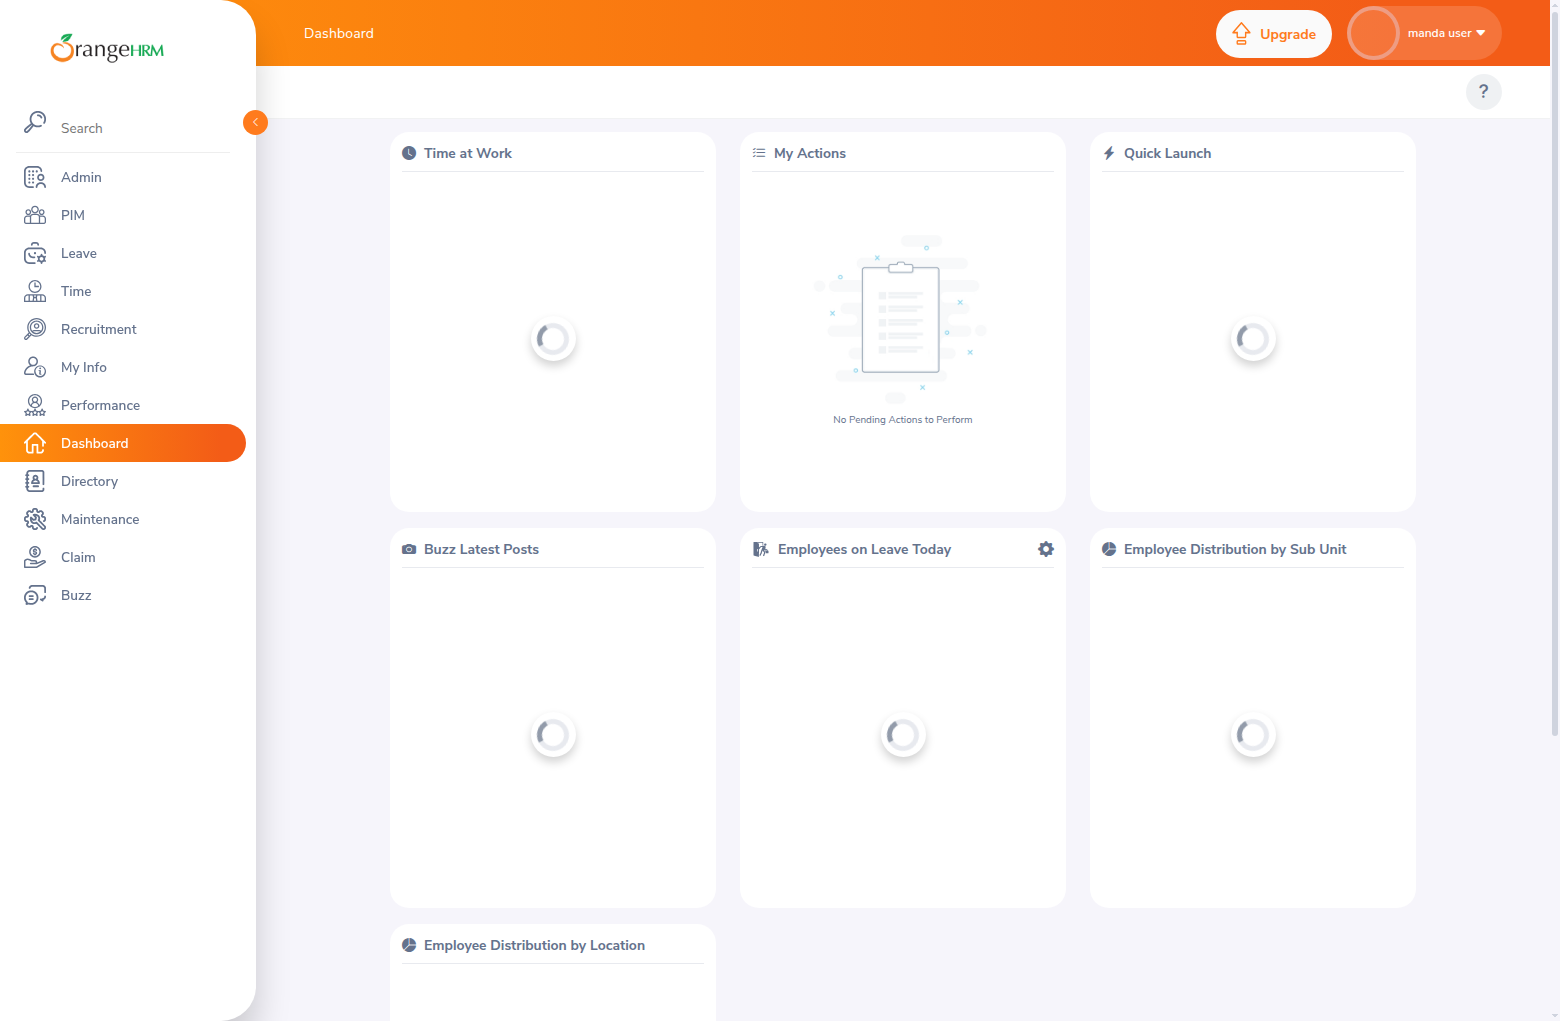 OrangeHRM
Dashboard
Upgrade
manda user
?
Search
Admin
PIM
Leave
Time
Recruitment
My Info
Performance
Dashboard
Directory
Maintenance
Claim
Buzz
Time at Work
My Actions
No Pending Actions to Perform
Quick Launch
Buzz Latest Posts
Employees on Leave Today
Employee Distribution by Sub Unit
Employee Distribution by Location